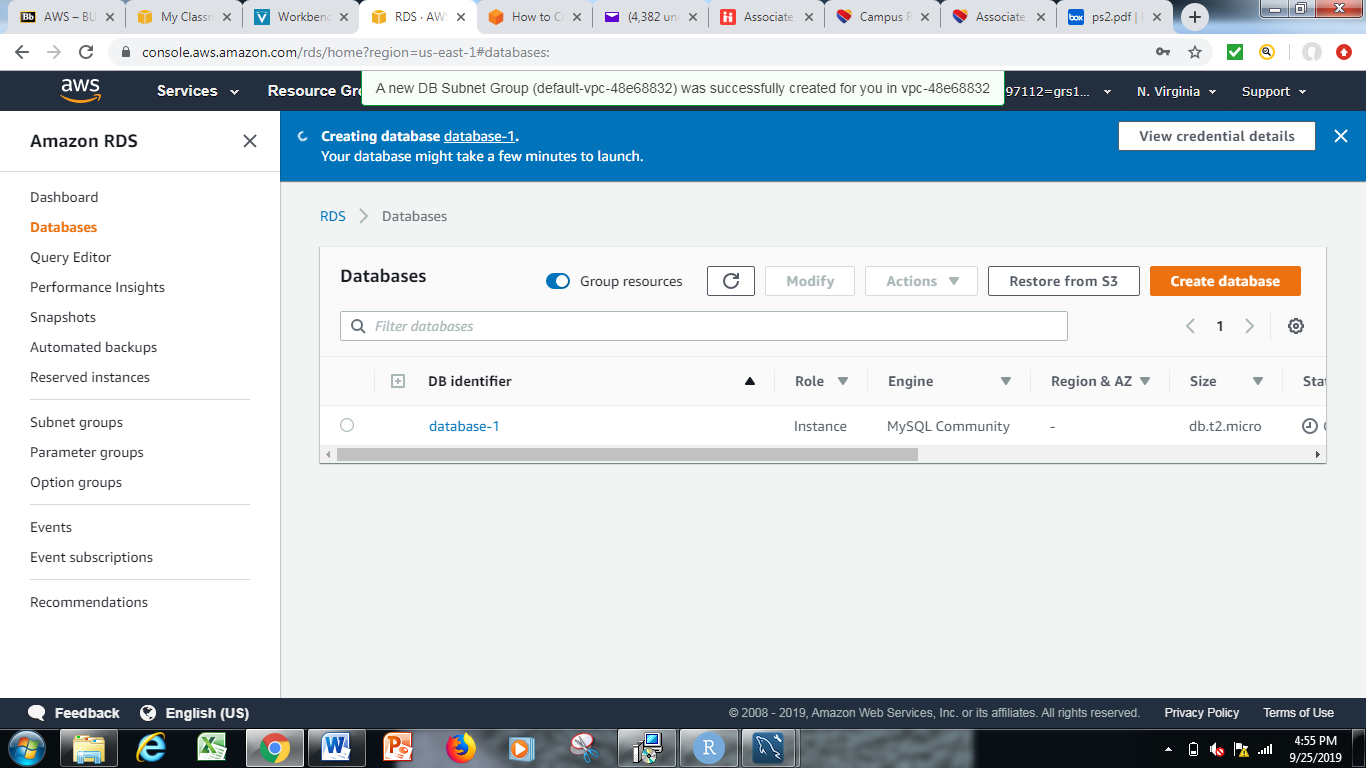 Bb AWS – BU
My Classr
Workben
RDS · AW
How to C
(4,382 un
Associate
Campus R
Associate
box ps2.pdf |
console.aws.amazon.com/rds/home?region=us-east-1#databases:
aws
Services
Resource Gr
A new DB Subnet Group (default-vpc-48e68832) was successfully created for you in vpc-48e68832
97112=grs1...
N. Virginia
Support
Amazon RDS
Creating database database-1.
Your database might take a few minutes to launch.
View credential details
Dashboard
Databases
Query Editor
Performance Insights
Snapshots
Automated backups
Reserved instances
Subnet groups
Parameter groups
Option groups
Events
Event subscriptions
Recommendations
RDS > Databases
Databases
Group resources
Modify
Actions
Restore from S3
Create database
Filter databases
1
DB identifier
Role
Engine
Region & AZ
Size
Stat
database-1
Instance
MySQL Community
-
db.t2.micro
Feedback
English (US)
© 2008 - 2019, Amazon Web Services, Inc. or its affiliates. All rights reserved.
Privacy Policy
Terms of Use
4:55 PM
9/25/2019